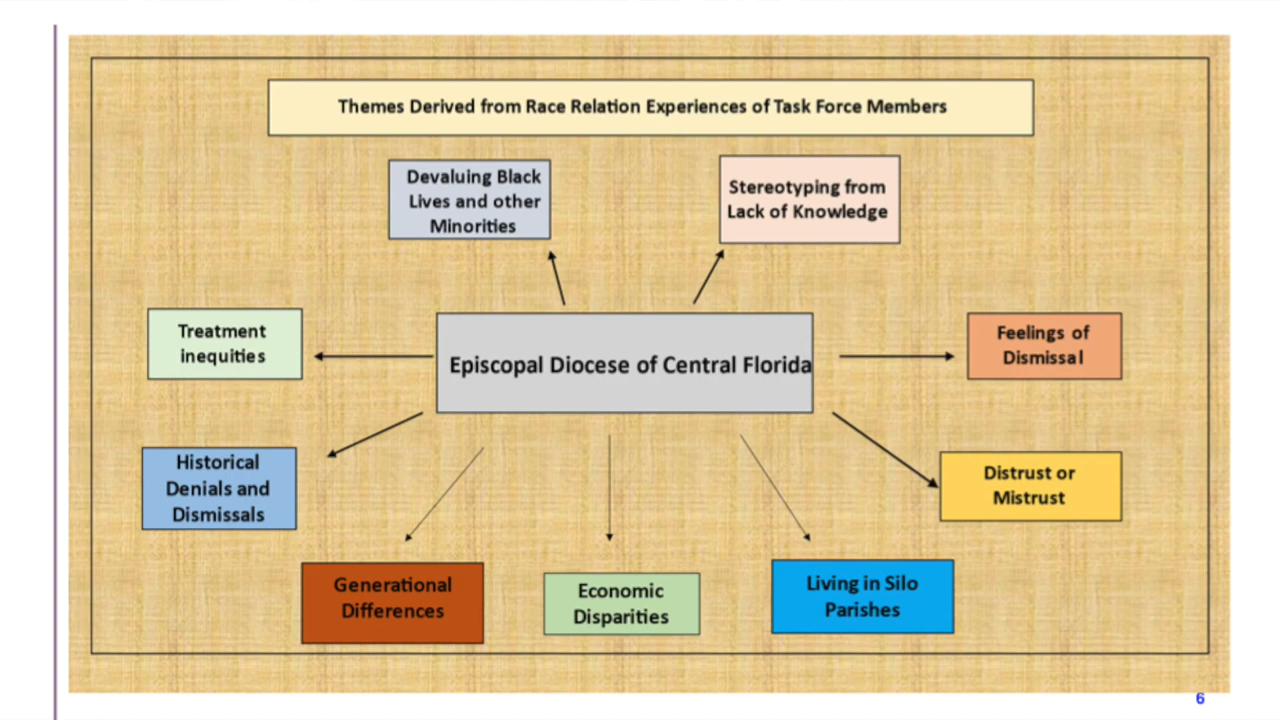 Themes Derived from Race Relation Experiences of Task Force Members
Devaluing Black
Lives and other
Minorities
Stereotyping from
Lack of Knowledge
Treatment
inequities
Episcopal Diocese of Central Florida
Feelings of
Dismissal
Historical
Denials and
Dismissals
Distrust or
Mistrust
Generational
Differences
Economic
Disparities
Living in Silo
Parishes
6